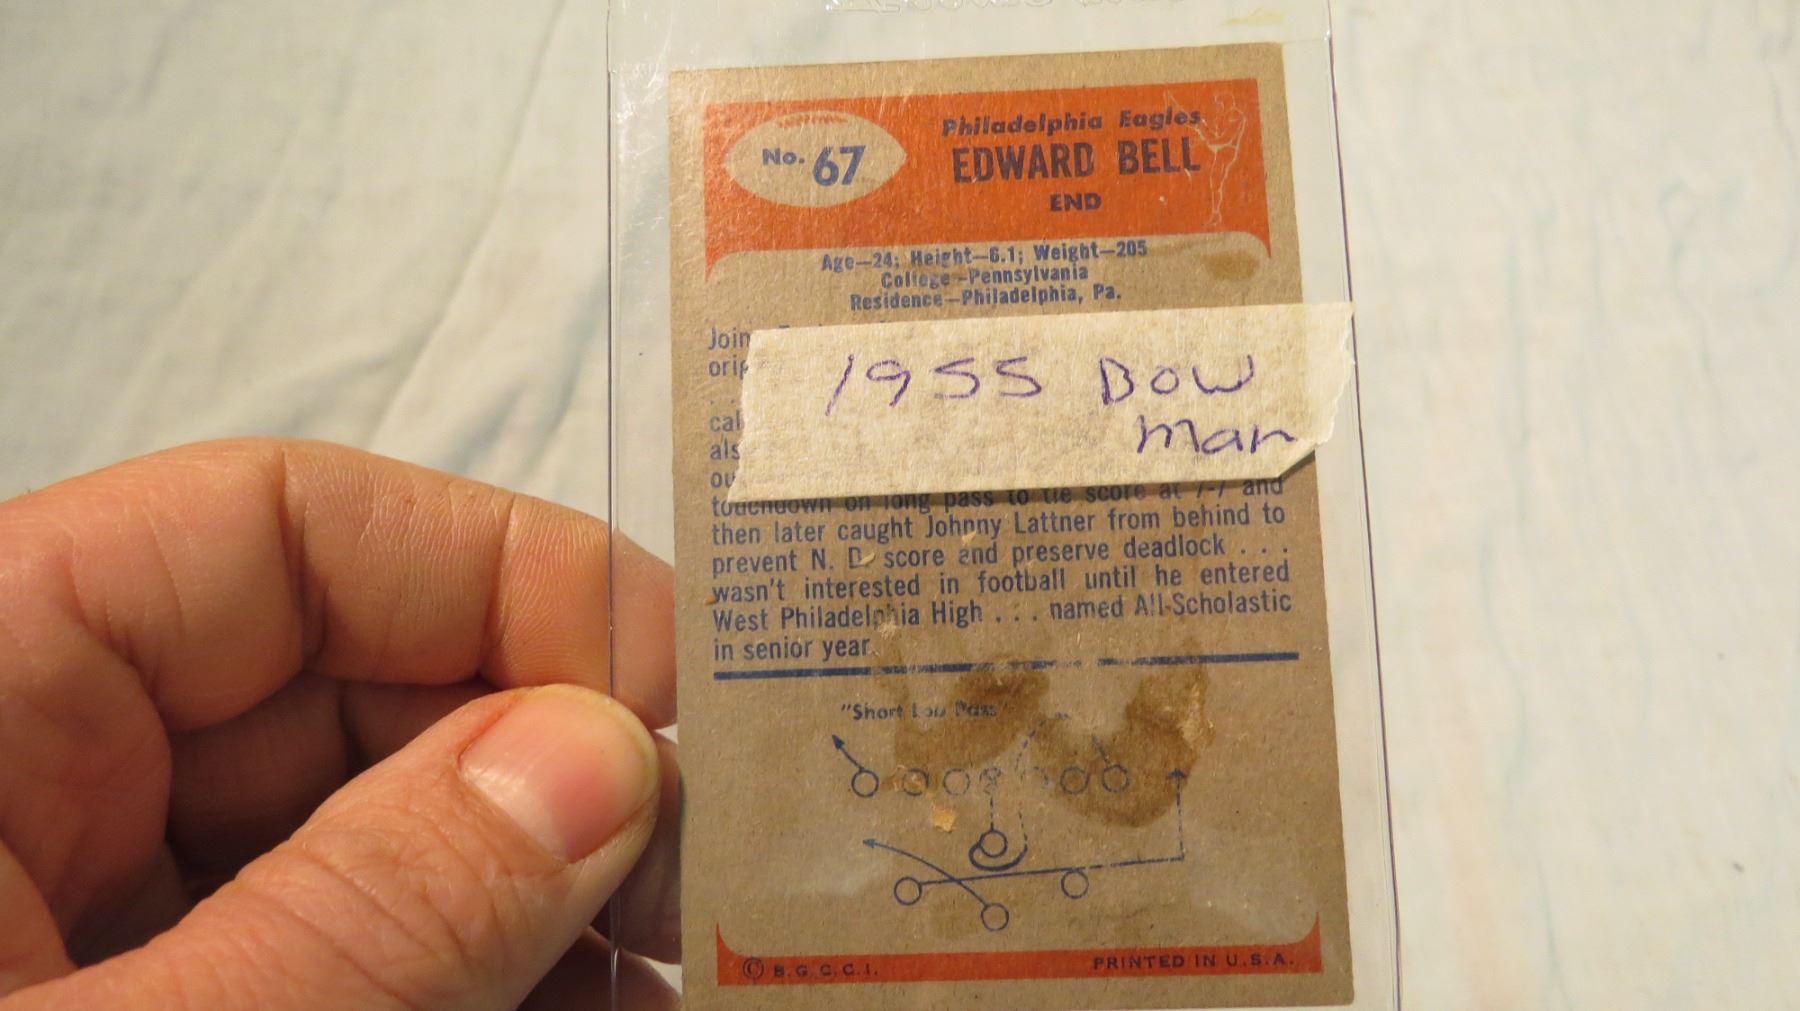 No. 67
Philadelphia Eagles
EDWARD BELL
END
Age—24; Height—6.1; Weight—205
College—Pennsylvania
Residence—Philadelphia, Pa.
1955 Bow
man
touchdown on long pass to tie score at 7-7 and
then later caught Johnny Lattner from behind to
prevent N. D. score and preserve deadlock . . .
wasn't interested in football until he entered
West Philadelphia High . . . named All-Scholastic
in senior year.
"Short Lob Pass"
© B.G.C.C.I.
PRINTED IN U.S.A.